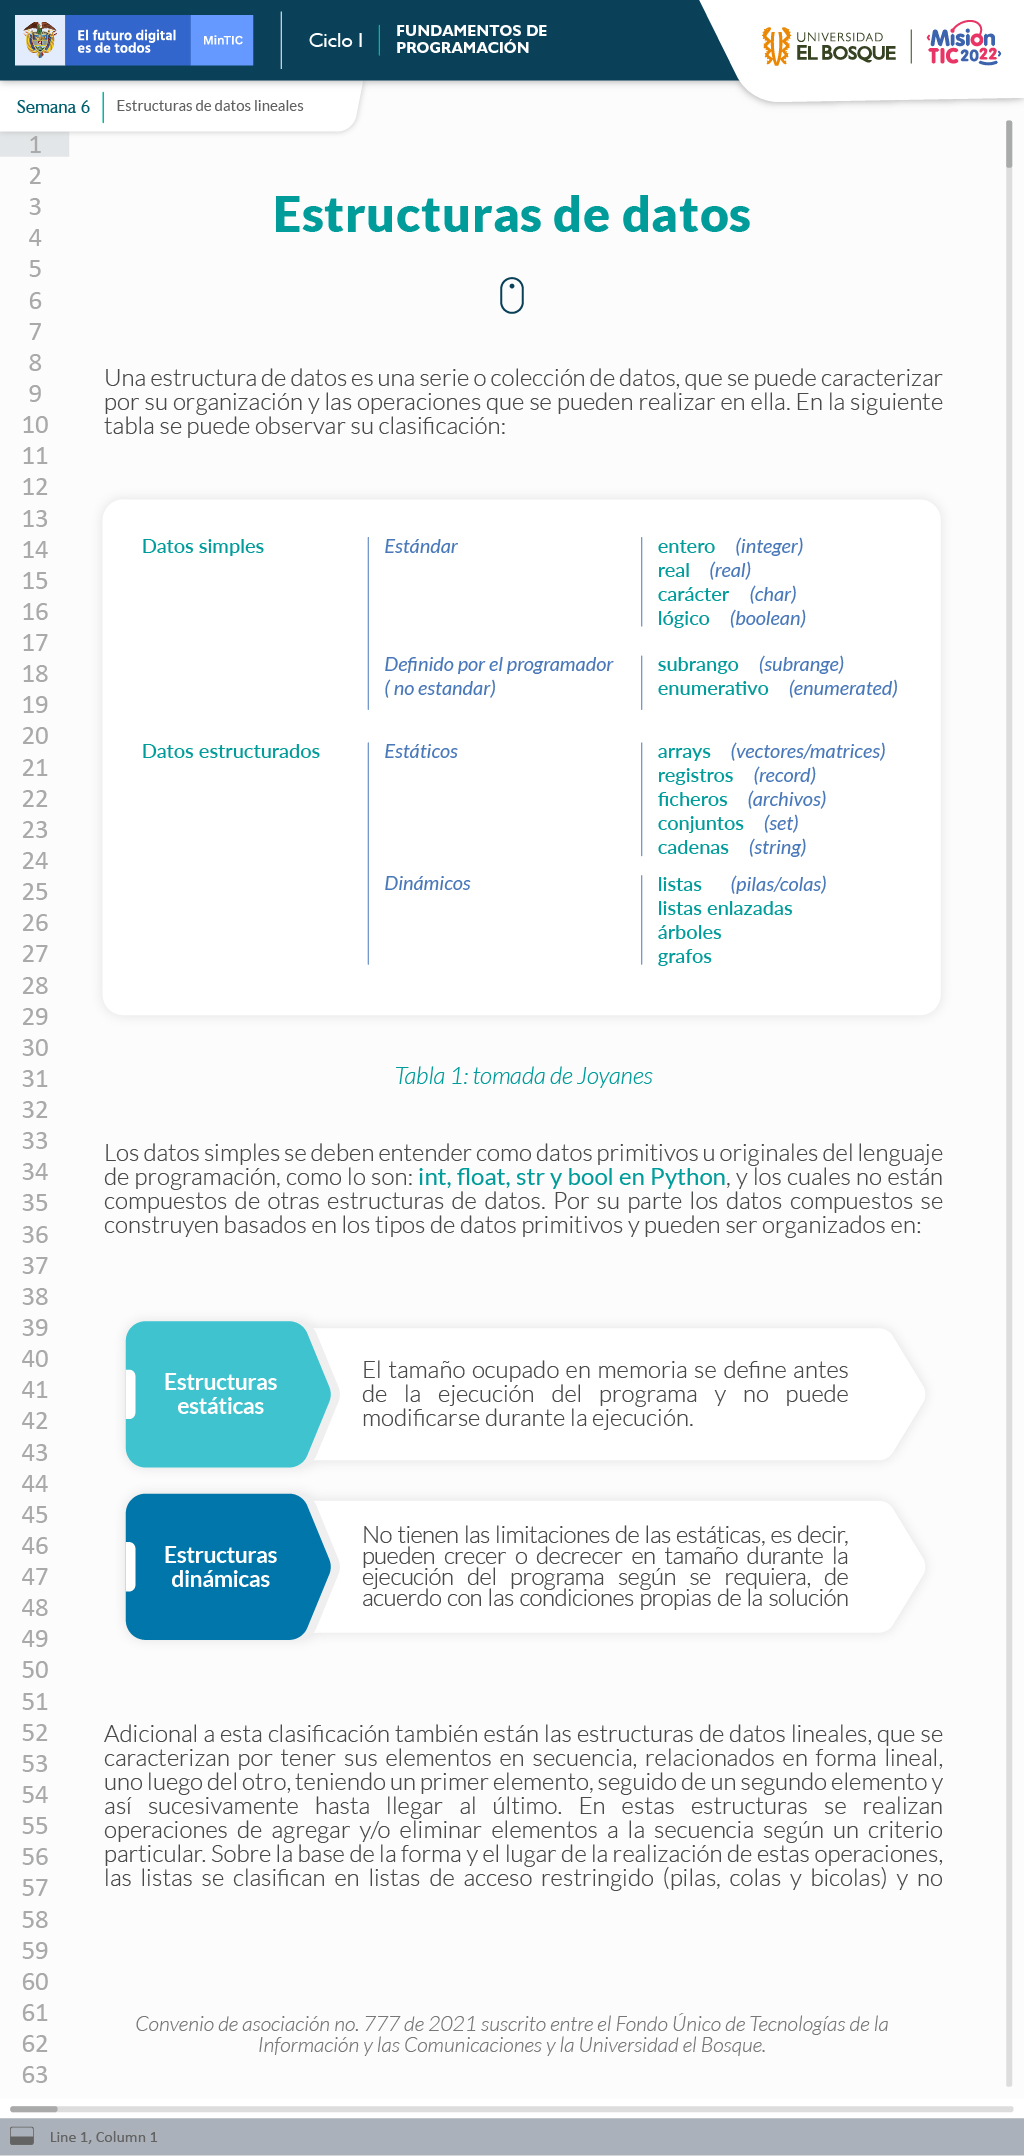 El futuro digital
es de todos
MinTIC
Ciclo I
FUNDAMENTOS DE
PROGRAMACIÓN
UNIVERSIDAD
EL BOSQUE
Misión
TIC2022
Semana 6
Estructuras de datos lineales
1
2
3
4
5
6
7
8
9
10
11
12
13
14
15
16
17
18
19
20
21
22
23
24
25
26
27
28
29
30
31
32
33
34
35
36
37
38
39
40
41
42
43
44
45
46
47
48
49
50
51
52
53
54
55
56
57
58
59
60
61
62
63
Estructuras de datos
Una estructura de datos es una serie o colección de datos, que se puede caracterizar
por su organización y las operaciones que se pueden realizar en ella. En la siguiente
tabla se puede observar su clasificación:
Datos simples
Estándar
entero (integer)
real (real)
carácter (char)
lógico (boolean)
Definido por el programador
( no estandar)
subrango (subrange)
enumerativo (enumerated)
Datos estructurados
Estáticos
arrays (vectores/matrices)
registros (record)
ficheros (archivos)
conjuntos (set)
cadenas (string)
Dinámicos
listas (pilas/colas)
listas enlazadas
árboles
grafos
Tabla 1: tomada de Joyanes
Los datos simples se deben entender como datos primitivos u originales del lenguaje
de programación, como lo son: int, float, str y bool en Python, y los cuales no están
compuestos de otras estructuras de datos. Por su parte los datos compuestos se
construyen basados en los tipos de datos primitivos y pueden ser organizados en:
Estructuras
estáticas
El tamaño ocupado en memoria se define antes
de la ejecución del programa y no puede
modificarse durante la ejecución.
Estructuras
dinámicas
No tienen las limitaciones de las estáticas, es decir,
pueden crecer o decrecer en tamaño durante la
ejecución del programa según se requiera, de
acuerdo con las condiciones propias de la solución
Adicional a esta clasificación también están las estructuras de datos lineales, que se
caracterizan por tener sus elementos en secuencia, relacionados en forma lineal,
uno luego del otro, teniendo un primer elemento, seguido de un segundo elemento y
así sucesivamente hasta llegar al último. En estas estructuras se realizan
operaciones de agregar y/o eliminar elementos a la secuencia según un criterio
particular. Sobre la base de la forma y el lugar de la realización de estas operaciones,
las listas se clasifican en listas de acceso restringido (pilas, colas y bicolas) y no
Convenio de asociación no. 777 de 2021 suscrito entre el Fondo Único de Tecnologías de la
Información y las Comunicaciones y la Universidad el Bosque.
Line 1, Column 1